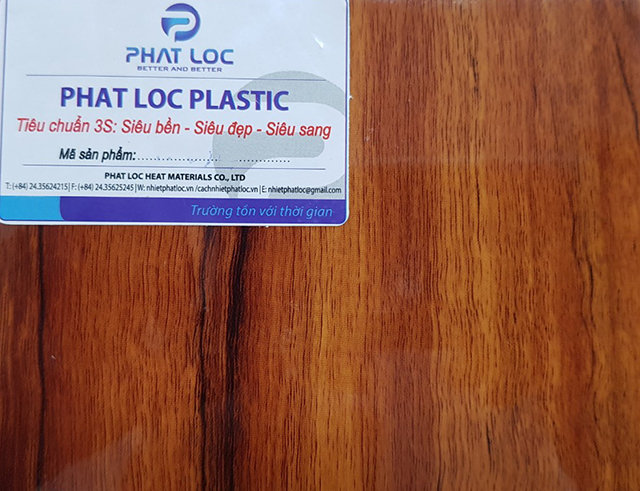 PHAT LOC
BETTER AND BETTER
PHAT LOC PLASTIC
Tiêu chuẩn 3S: Siêu bền - Siêu đẹp - Siêu sang
Mã sản phẩm:..............................................
PHAT LOC HEAT MATERIALS CO., LTD
T: (+84) 24.35624215 | F: (+84) 24.35625245 | W: nhietphatloc.vn /cachnhietphatloc.vn | E: nhietphatloc@gmail.com
Trường tồn với thời gian